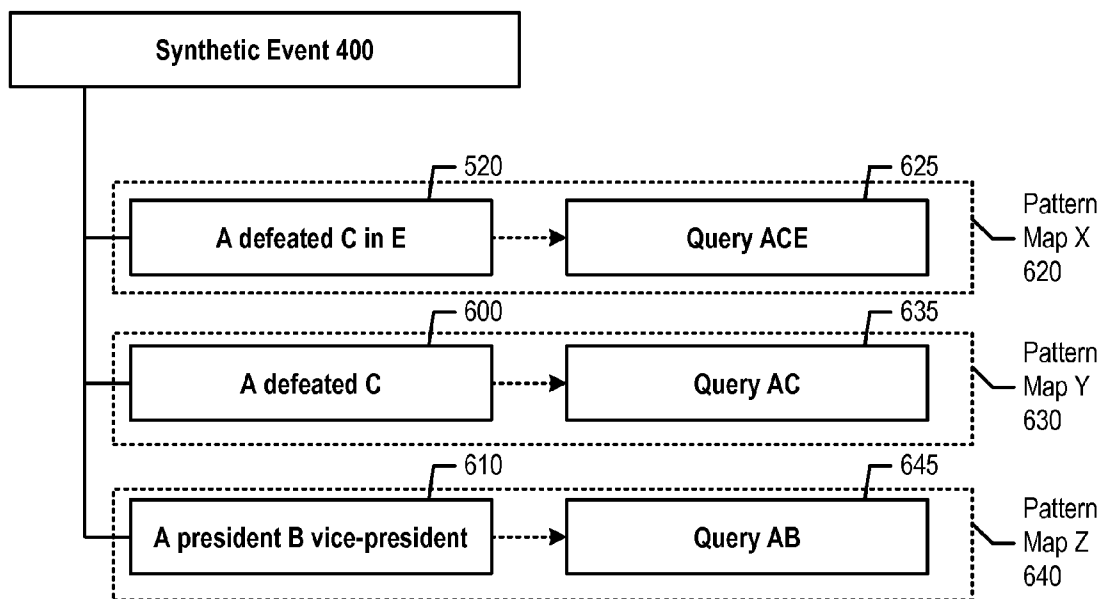 Synthetic Event 400
520
625
A defeated C in E
Query ACE
Pattern
Map X
620
600
635
A defeated C
Query AC
Pattern
Map Y
630
610
645
A president B vice-president
Query AB
Pattern
Map Z
640